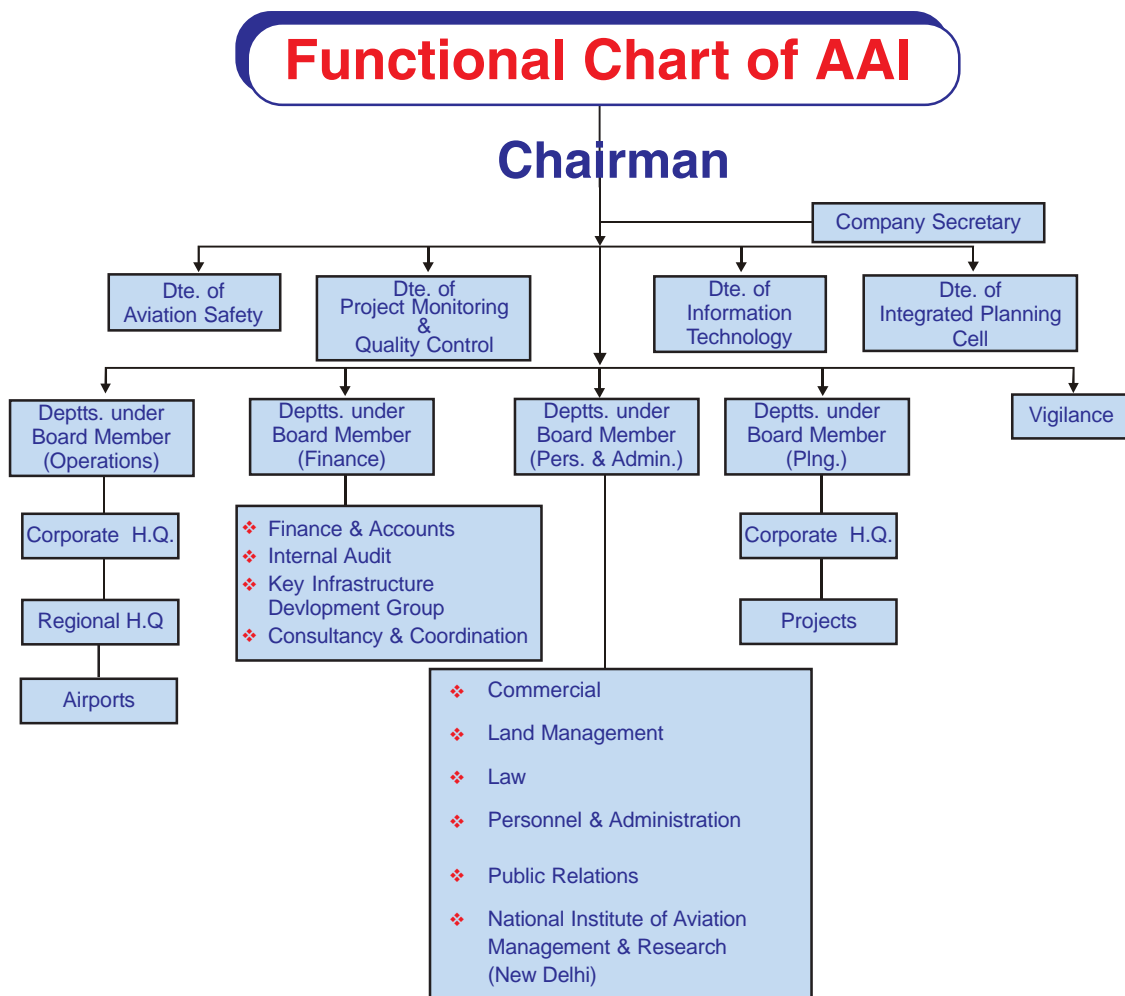 Functional Chart of AAI
Chairman
Company Secretary
Dte. of
Aviation Safety
Dte. of
Project Monitoring
&
Quality Control
Dte. of
Information
Technology
Dte. of
Integrated Planning
Cell
Deptts. under
Board Member
(Operations)
Deptts. under
Board Member
(Finance)
Deptts. under
Board Member
(Pers. & Admin.)
Deptts. under
Board Member
(Plng.)
Vigilance
Corporate H.Q.
Regional H.Q
Airports
Finance & Accounts
Internal Audit
Key Infrastructure
Devlopment Group
Consultancy & Coordination
Corporate H.Q.
Projects
Commercial
Land Management
Law
Personnel & Administration
Public Relations
National Institute of Aviation
Management & Research
(New Delhi)